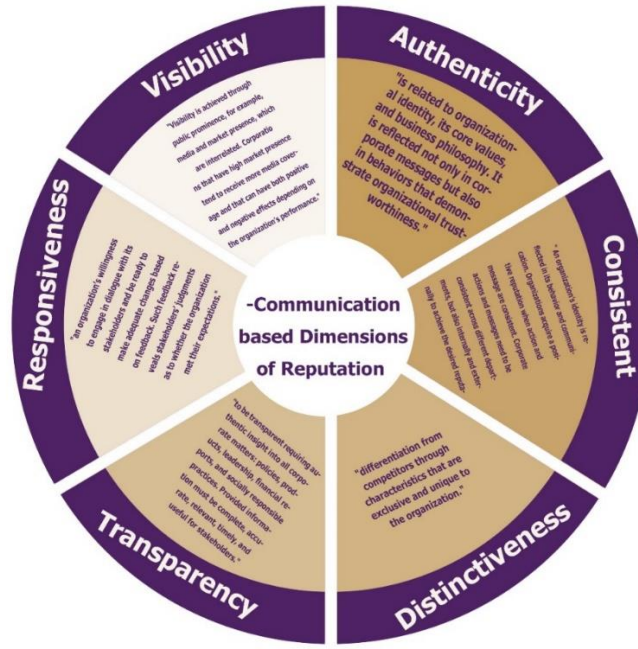 -Communication
based Dimensions
of Reputation
Authenticity
"is related to organization-
al identity, its core values,
and business philosophy. It
is reflected not only in cor-
porate messages but also
in behaviors that demon-
strate organizational trust-
worthiness."
Consistent
" An organization's identity is re-
flected in its behavior and communi-
cation. Organizations acquire a posi-
tive reputation when action and
message are consistent. Corporate
actions and messages need to be
consistent across different depart-
ments but also internally and exter-
nally to achieve the desired reputa-
Distinctiveness
"differentiation from
competitors through
characteristics that are
exclusive and unique to
the organization."
Transparency
"to be transparent requiring au-
thentic insight into all corpo-
rate matters: policies, prod-
ucts, leadership, financial re-
ports, and socially responsible
practices. Provided informa-
tion must be complete, accu-
rate, relevant, timely, and
useful for stakeholders."
Responsiveness
"an organization's willingness
to engage in dialogue with its
stakeholders and be ready to
make adequate changes based
on feedback. Such feedback re-
veals stakeholders' judgments
as to whether the organization
met their expectations."
Visibility
"Visibility is achieved through
public prominence, for example,
media and market presence, which
are interrelated. Corporatio
ns that have high market presence
tend to receive more media cover-
age and that can have both positive
and negative effects depending on
the organization's performance."